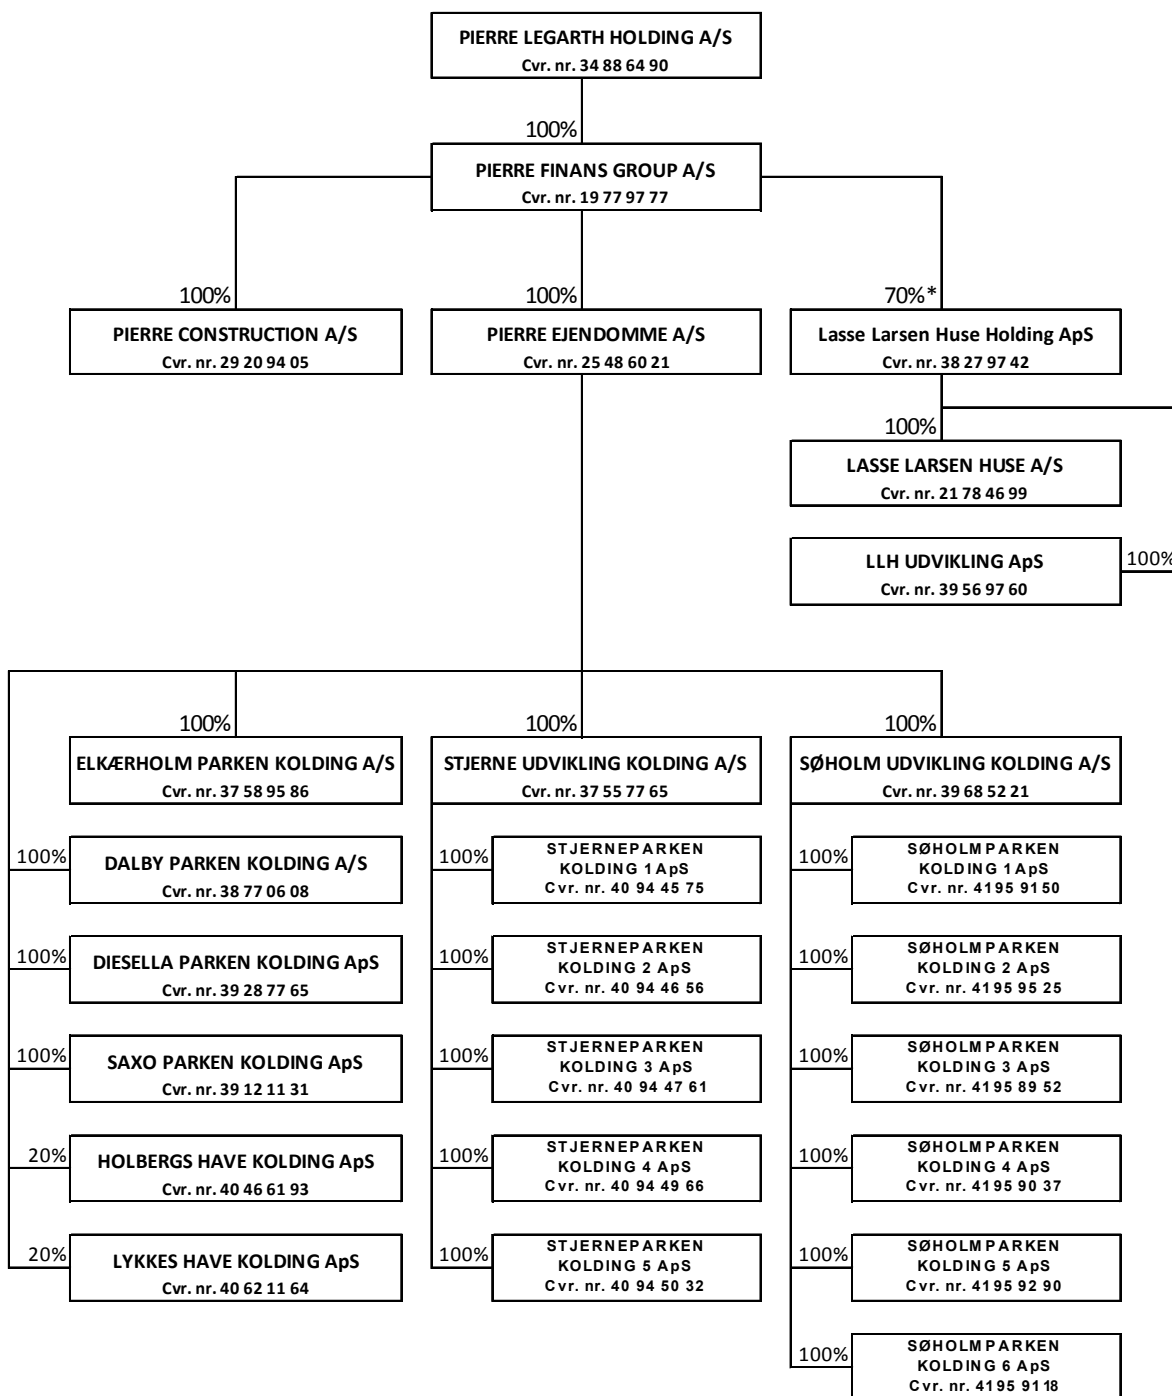 PIERRE LEGARTH HOLDING A/S
Cvr. nr. 34 88 64 90
100%
PIERRE FINANS GROUP A/S
Cvr. nr. 19 77 97 77
100%
100%
70%*
PIERRE CONSTRUCTION A/S
Cvr. nr. 29 20 94 05
PIERRE EJENDOMME A/S
Cvr. nr. 25 48 60 21
Lasse Larsen Huse Holding ApS
Cvr. nr. 38 27 97 42
100%
LASSE LARSEN HUSE A/S
Cvr. nr. 21 78 46 99
LLH UDVIKLING ApS
Cvr. nr. 39 56 97 60
100%
100%
100%
100%
ELKÆRHOLM PARKEN KOLDING A/S
Cvr. nr. 37 58 95 86
STJERNE UDVIKLING KOLDING A/S
Cvr. nr. 37 55 77 65
SØHOLM UDVIKLING KOLDING A/S
Cvr. nr. 39 68 52 21
100%
DALBY PARKEN KOLDING A/S
Cvr. nr. 38 77 06 08
100%
STJERNEPARKEN
KOLDING 1 ApS
Cvr. nr. 40 94 45 75
100%
SØHOLMPARKEN
KOLDING 1 ApS
Cvr. nr. 41 95 91 50
100%
DIESELLA PARKEN KOLDING ApS
Cvr. nr. 39 28 77 65
100%
STJERNEPARKEN
KOLDING 2 ApS
Cvr. nr. 40 94 46 56
100%
SØHOLMPARKEN
KOLDING 2 ApS
Cvr. nr. 41 95 95 25
100%
SAXO PARKEN KOLDING ApS
Cvr. nr. 39 12 11 31
100%
STJERNEPARKEN
KOLDING 3 ApS
Cvr. nr. 40 94 47 61
100%
SØHOLMPARKEN
KOLDING 3 ApS
Cvr. nr. 41 95 89 52
20%
HOLBERGS HAVE KOLDING ApS
Cvr. nr. 40 46 61 93
100%
STJERNEPARKEN
KOLDING 4 ApS
Cvr. nr. 40 94 49 66
100%
SØHOLMPARKEN
KOLDING 4 ApS
Cvr. nr. 41 95 90 37
20%
LYKKES HAVE KOLDING ApS
Cvr. nr. 40 62 11 64
100%
STJERNEPARKEN
KOLDING 5 ApS
Cvr. nr. 40 94 50 32
100%
SØHOLMPARKEN
KOLDING 5 ApS
Cvr. nr. 41 95 92 90
100%
SØHOLMPARKEN
KOLDING 6 ApS
Cvr. nr. 41 95 91 18